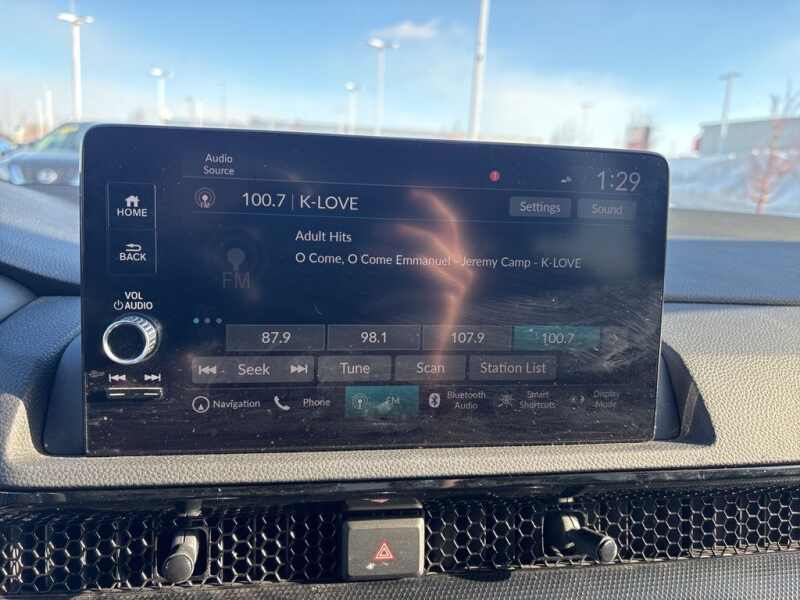 Audio
Source
1:29
FM
100.7 | K-LOVE
Settings
Sound
HOME
BACK
Adult Hits
O Come, O Come Emmanuel - Jeremy Camp - K-LOVE
FM
VOL
AUDIO
87.9
98.1
107.9
100.7
Seek
Tune
Scan
Station List
Navigation
Phone
FM
Bluetooth
Audio
Smart
Shortcuts
Display
Mode